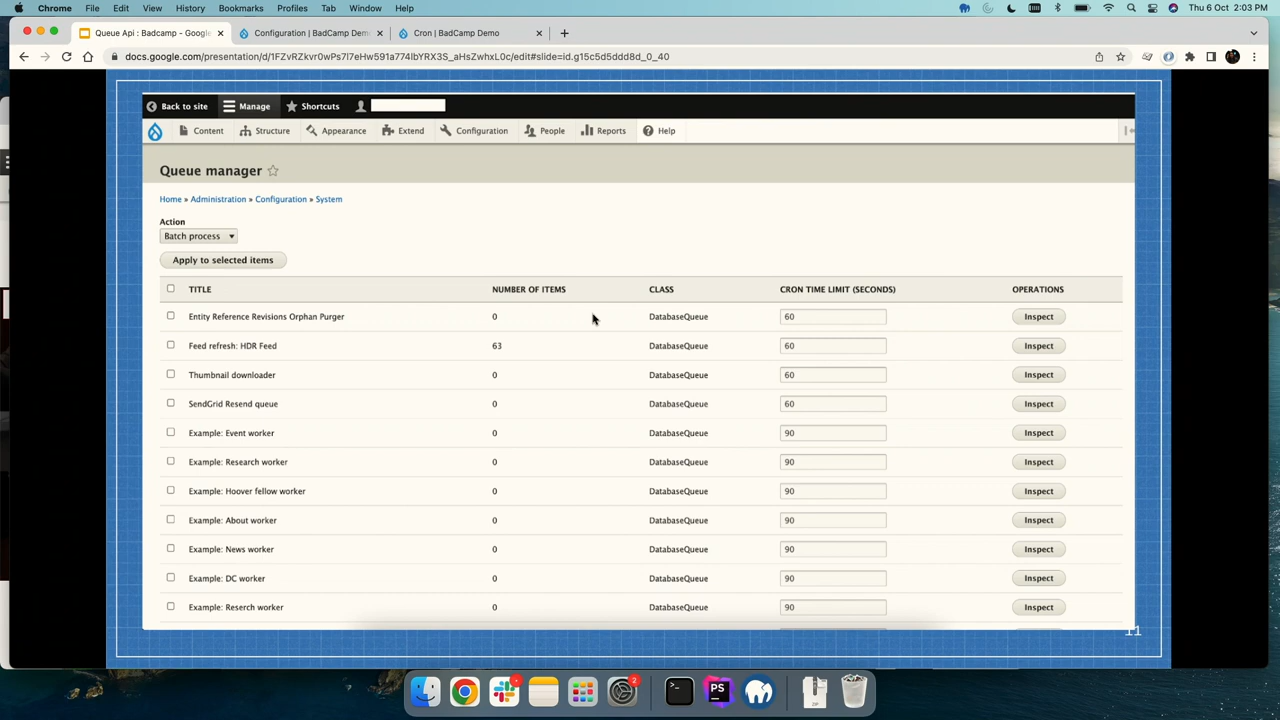 Chrome File Edit View History Bookmarks Profiles Tab Window Help Thu 6 Oct 2:03 PM
Queue Api : Badcamp - Google Configuration | BadCamp Dem Cron | BadCamp Demo
docs.google.com/presentation/d/1FZvRZkvr0wPs7l7eHw591a774lbYRX3S_aHsZwhxL0c/edit#slide=id.g15c5d5ddd8d_0_40
Back to site Manage Shortcuts
Content Structure Appearance Extend Configuration People Reports Help
Queue manager
Home » Administration » Configuration » System
Action
Batch process
Apply to selected items
TITLE NUMBER OF ITEMS CLASS CRON TIME LIMIT (SECONDS) OPERATIONS
Entity Reference Revisions Orphan Purger 0 DatabaseQueue 60 Inspect
Feed refresh: HDR Feed 63 DatabaseQueue 60 Inspect
Thumbnail downloader 0 DatabaseQueue 60 Inspect
SendGrid Resend queue 0 DatabaseQueue 60 Inspect
Example: Event worker 0 DatabaseQueue 90 Inspect
Example: Research worker 0 DatabaseQueue 90 Inspect
Example: Hoover fellow worker 0 DatabaseQueue 90 Inspect
Example: About worker 0 DatabaseQueue 90 Inspect
Example: News worker 0 DatabaseQueue 90 Inspect
Example: DC worker 0 DatabaseQueue 90 Inspect
Example: Reserch worker 0 DatabaseQueue 90 Inspect
11
2
PS
ZIP